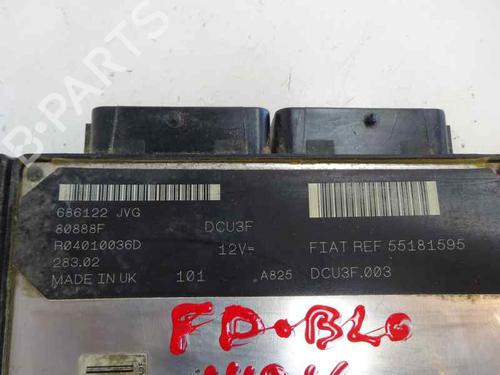 B-PARTS
686122 JVG
80888F
DCU3F
R04010036D
12V=
FIAT REF 55181595
283.02
MADE IN UK
101
A825
DCU3F.003
FD·BLO